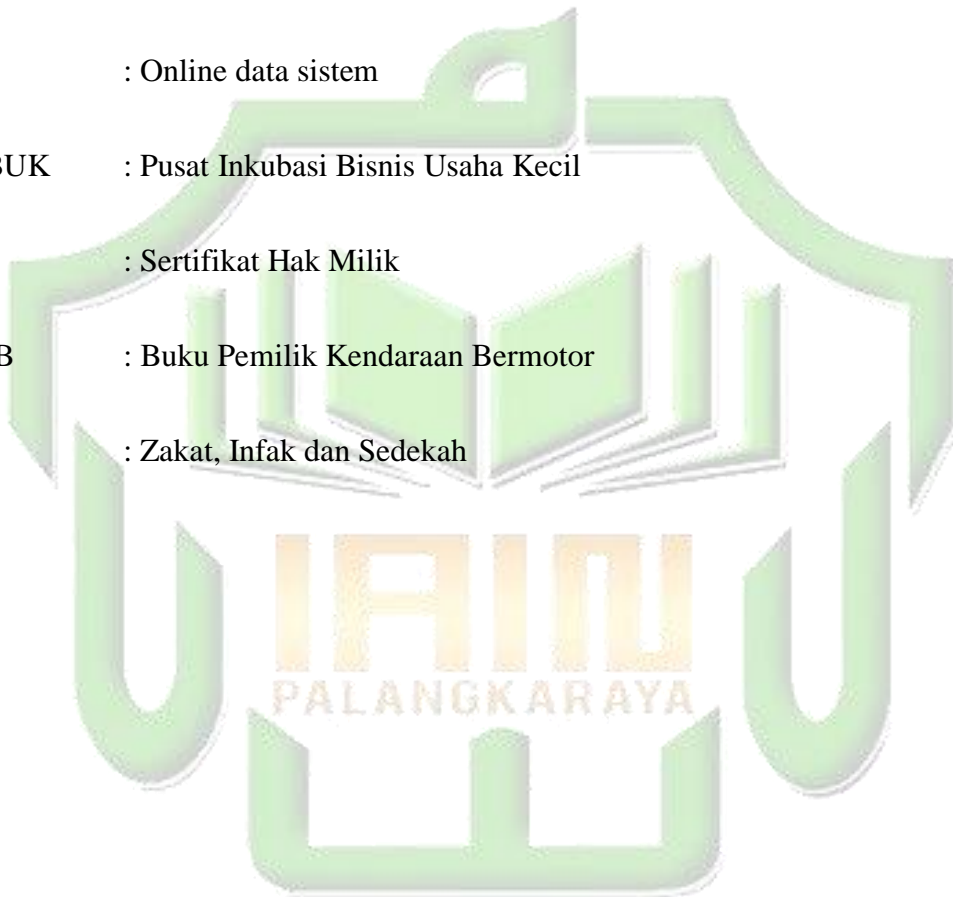 : Online data sistem
BUK : Pusat Inkubasi Bisnis Usaha Kecil
: Sertifikat Hak Milik
B : Buku Pemilik Kendaraan Bermotor
: Zakat, Infak dan Sedekah
IAIN
PALANGKARAYA